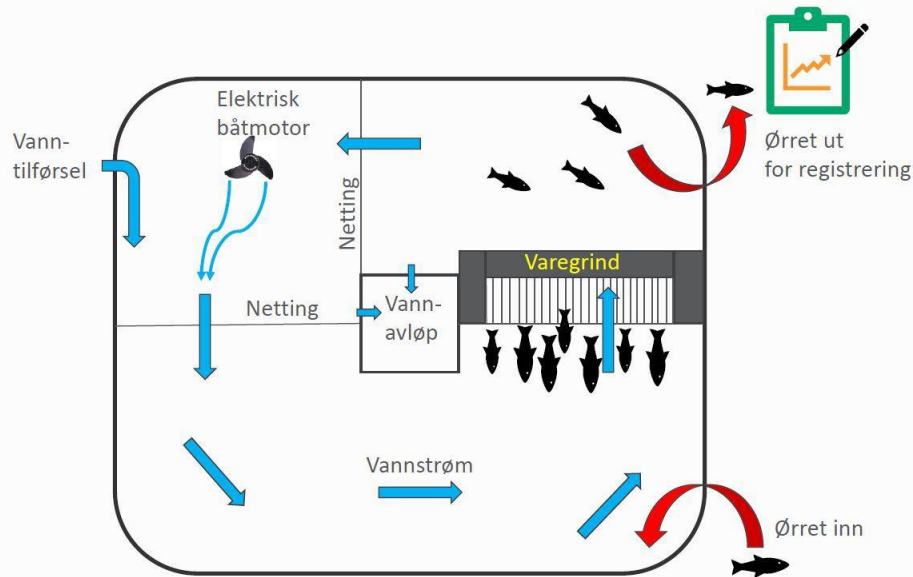 Elektrisk
båtmotor
Vann-
tilførsel
Ørret ut
for registrering
Netting
Varegrind
Netting
Vann-
avløp
Vannstrøm
Ørret inn